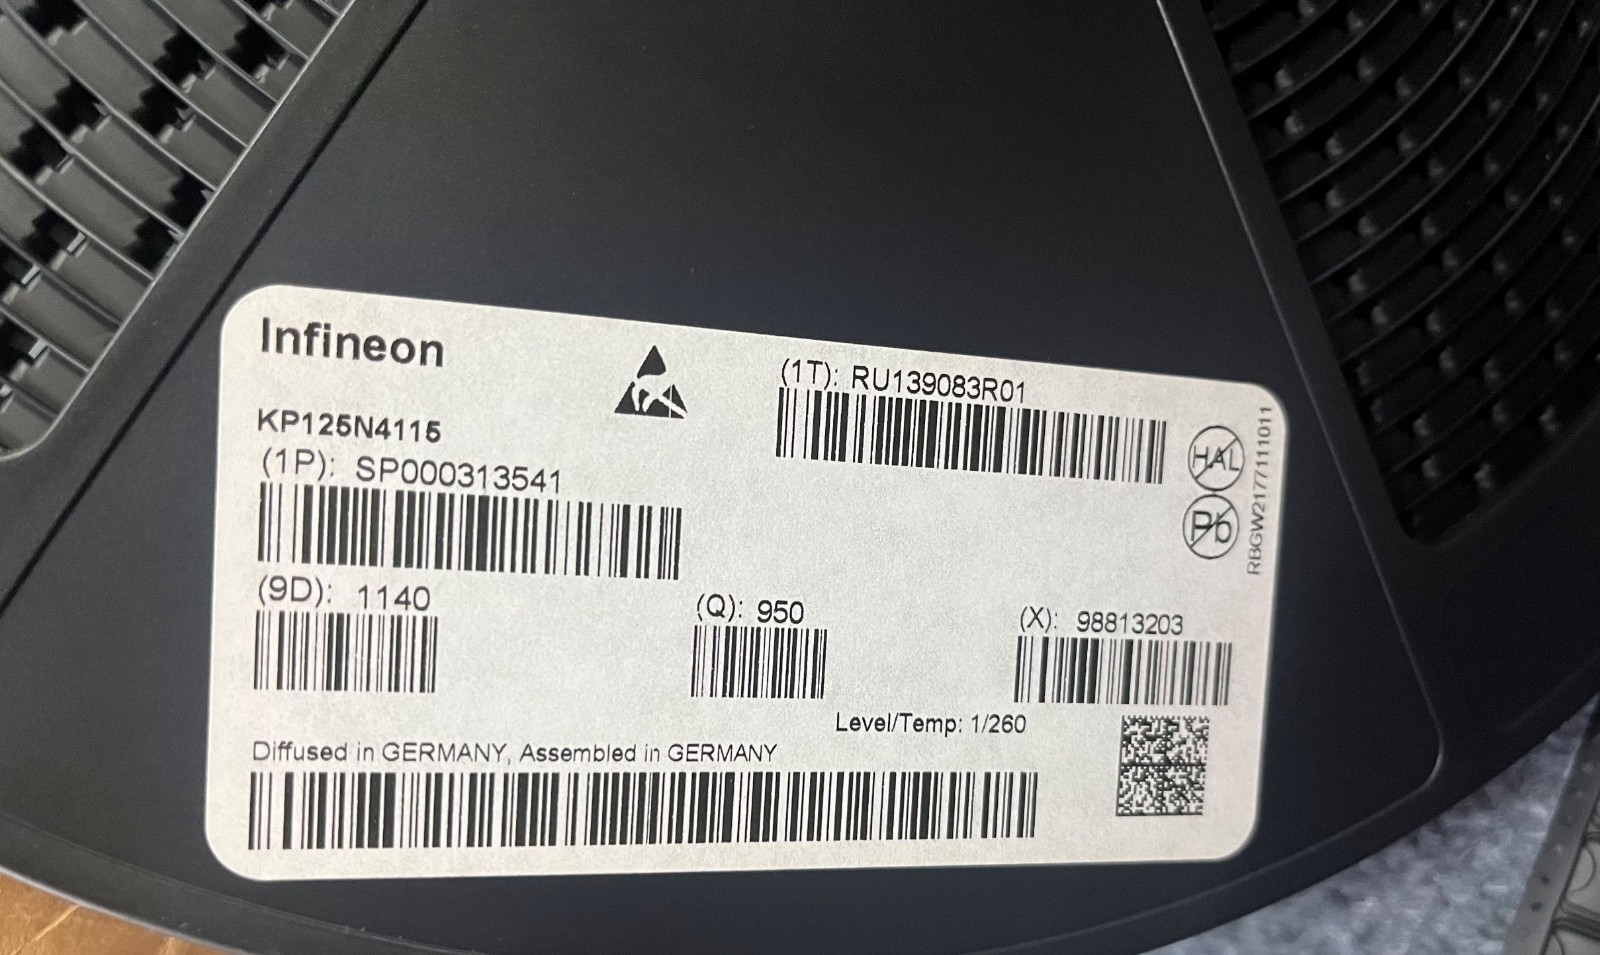 Infineon
(1T): RU139083R01
KP125N4115
(1P): SP000313541
HAL
Pb
RBGW2177111011
(9D): 1140
(Q): 950
(X): 98813203
Level/Temp: 1/260
Diffused in GERMANY, Assembled in GERMANY